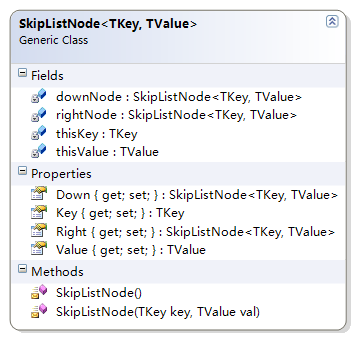 SkipListNode<TKey, TValue>
Generic Class
Fields
downNode : SkipListNode<TKey, TValue>
rightNode : SkipListNode<TKey, TValue>
thisKey : TKey
thisValue : TValue
Properties
Down { get; set; } : SkipListNode<TKey, TValue>
Key { get; set; } : TKey
Right { get; set; } : SkipListNode<TKey, TValue>
Value { get; set; } : TValue
Methods
SkipListNode()
SkipListNode(TKey key, TValue val)